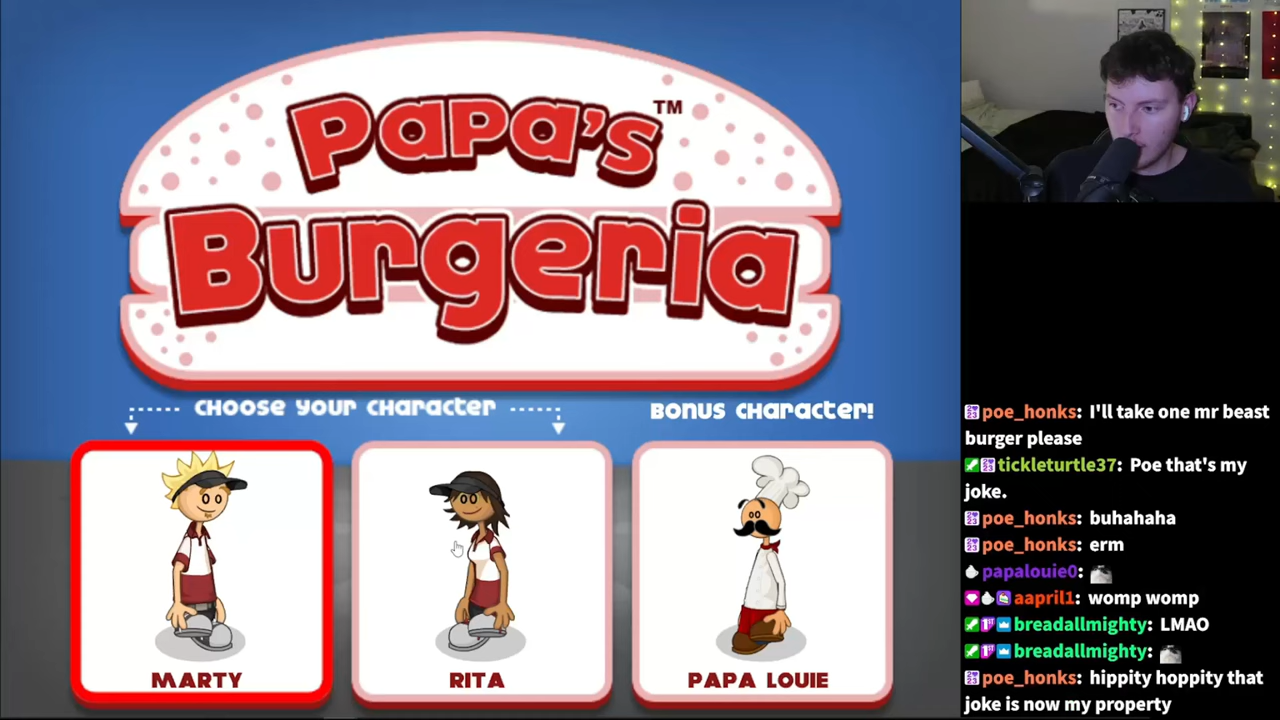 Papa's™
Burgeria
CHOOSE YOUR CHARACTER
BONUS CHARACTER!
MARTY
RITA
PAPA LOUIE
poe_honks: I'll take one mr beast
burger please
tickleturtle37: Poe that's my
joke.
poe_honks: buhahaha
poe_honks: erm
papalouie0:
aapril1: womp womp
breadallmighty: LMAO
breadallmighty:
poe_honks: hippity hoppity that
joke is now my property